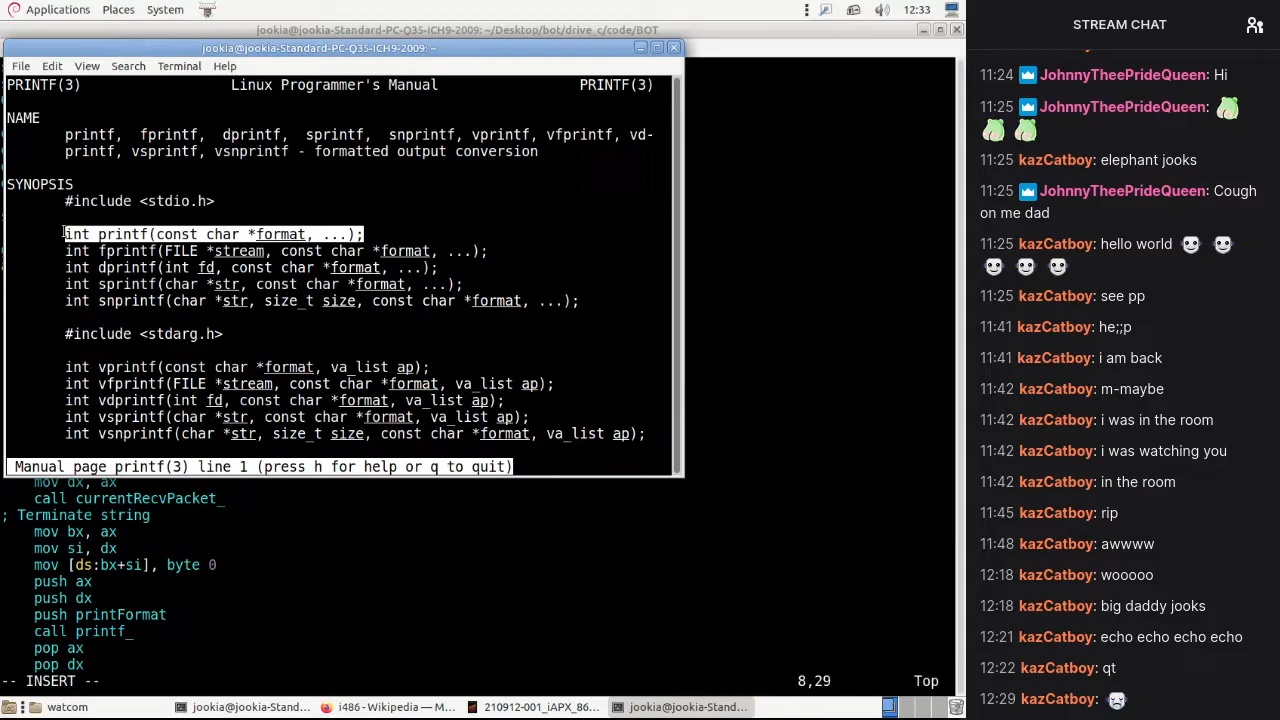 Applications Places System 12:33
jookia@jookia-Standard-PC-Q35-ICH9-2009: ~/Desktop/bot/drive_c/code/BOT
jookia@jookia-Standard-PC-Q35-ICH9-2009: ~
File Edit View Search Terminal Help
PRINTF(3) Linux Programmer's Manual PRINTF(3)
NAME
printf, fprintf, dprintf, sprintf, snprintf, vprintf, vfprintf, vd-
printf, vsprintf, vsnprintf - formatted output conversion
SYNOPSIS
#include <stdio.h>
int printf(const char *format, ...);
int fprintf(FILE *stream, const char *format, ...);
int dprintf(int fd, const char *format, ...);
int sprintf(char *str, const char *format, ...);
int snprintf(char *str, size_t size, const char *format, ...);
#include <stdarg.h>
int vprintf(const char *format, va_list ap);
int vfprintf(FILE *stream, const char *format, va_list ap);
int vdprintf(int fd, const char *format, va_list ap);
int vsprintf(char *str, const char *format, va_list ap);
int vsnprintf(char *str, size_t size, const char *format, va_list ap);
Manual page printf(3) line 1 (press h for help or q to quit)
mov dx, ax
call currentRecvPacket_
; Terminate string
mov bx, ax
mov si, dx
mov [ds:bx+si], byte 0
push ax
push dx
push printFormat
call printf_
pop ax
pop dx
-- INSERT -- 8,29 Top
watcom jookia@jookia-Stand... i486 - Wikipedia — M... 210912-001_iAPX_86... jookia@jookia-Stand...
STREAM CHAT
11:24 JohnnyTheePrideQueen: Hi
11:25 JohnnyTheePrideQueen:
11:25 kazCatboy: elephant jooks
11:25 JohnnyTheePrideQueen: Cough
on me dad
11:25 kazCatboy: hello world
11:25 kazCatboy: see pp
11:41 kazCatboy: he;;p
11:41 kazCatboy: i am back
11:42 kazCatboy: m-maybe
11:42 kazCatboy: i was in the room
11:42 kazCatboy: i was watching you
11:42 kazCatboy: in the room
11:45 kazCatboy: rip
11:48 kazCatboy: awwww
12:18 kazCatboy: wooooo
12:18 kazCatboy: big daddy jooks
12:21 kazCatboy: echo echo echo echo
12:22 kazCatboy: qt
12:29 kazCatboy: